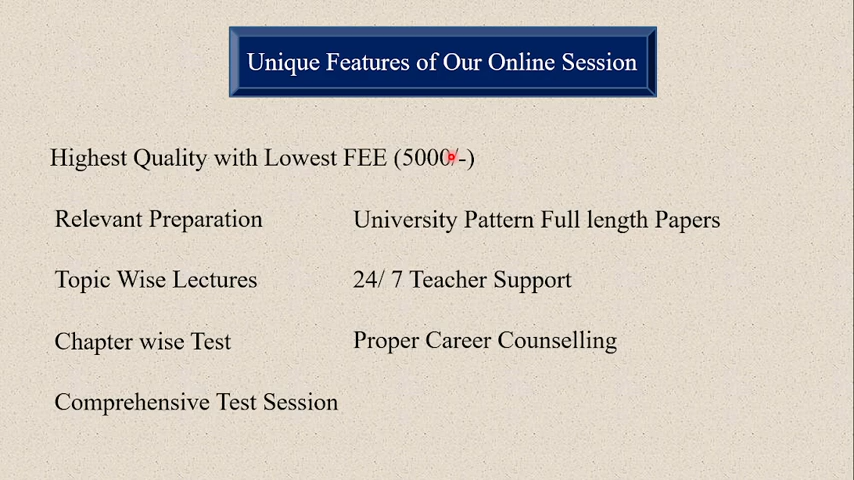 Unique Features of Our Online Session
Highest Quality with Lowest FEE (5000/-)
Relevant Preparation
University Pattern Full length Papers
Topic Wise Lectures
24/ 7 Teacher Support
Chapter wise Test
Proper Career Counselling
Comprehensive Test Session